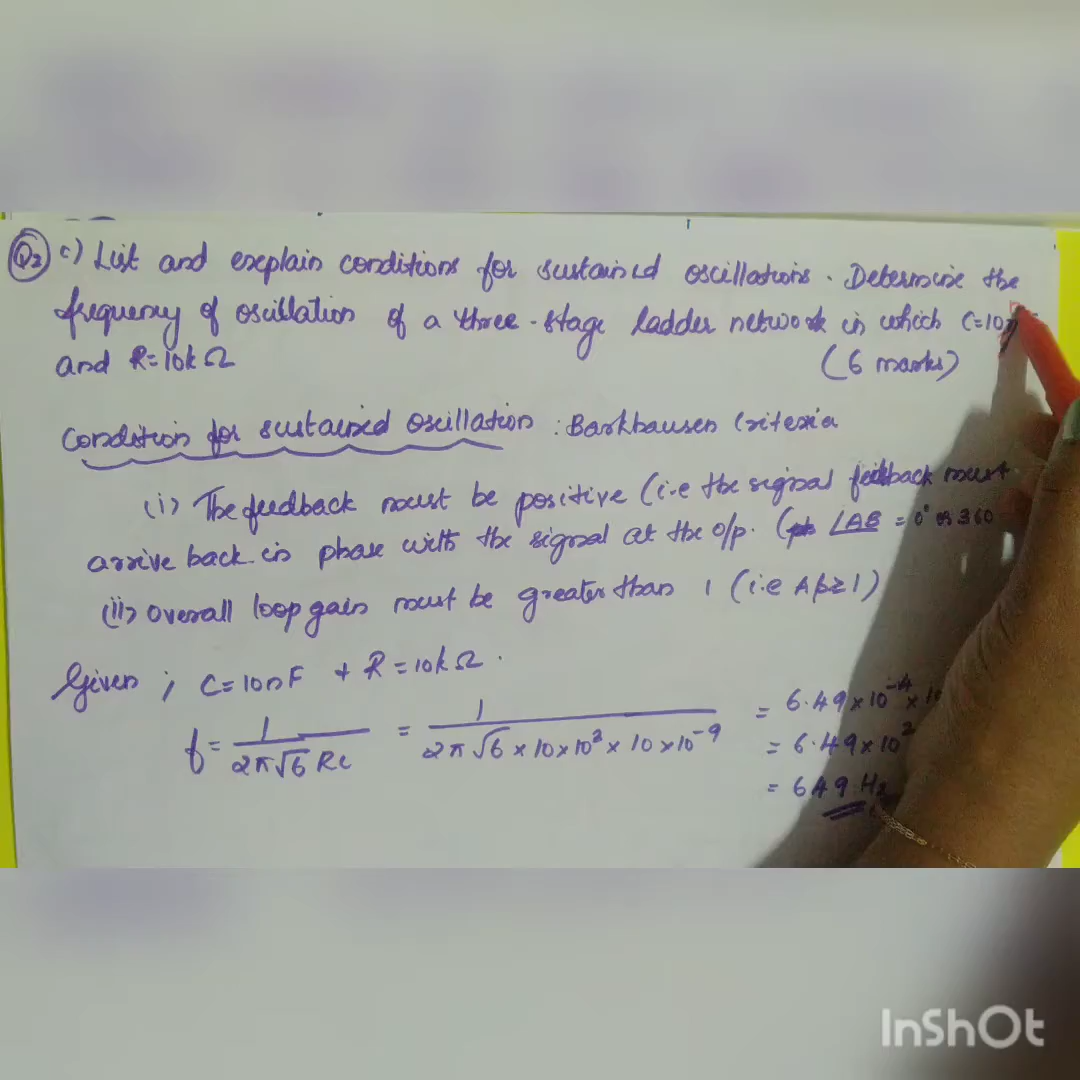 Q2 c) List and explain conditions for sustained oscillations. Determine the
frequency of oscillation of a three-stage ladder network in which C=10n
and R=10kΩ
(6 marks)
Condition for sustained oscillation : Barkhausen Criteria
(i) The feedback must be positive (i.e the signal feedback must
arrive back in phase with the signal at the o/p. ( ∠AB = 0° or 360
(ii) Overall loop gain must be greater than 1 (i.e Aβ≥1)
Given ; C=10nF + R=10kΩ.
f = 1 / 2π√6 RC = 1 / 2π√6 × 10×10³ × 10×10⁻⁹ = 6.49×10⁻⁴ × 10
= 6.49×10²
= 649 Hz
InShOt